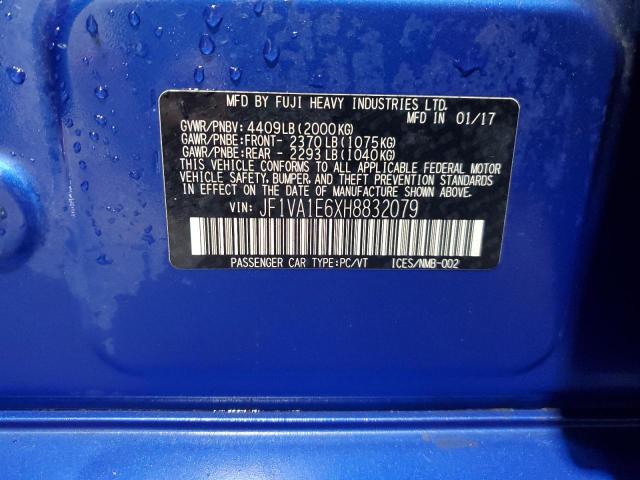 MFD BY FUJI HEAVY INDUSTRIES LTD.
MFD IN 01/17
GVWR/PNBV: 4409LB(2000KG)
GAWR/PNBE:FRONT- 2370LB(1075KG)
GAWR/PNBE:REAR - 2293LB(1040KG)
THIS VEHICLE CONFORMS TO ALL APPLICABLE FEDERAL MOTOR
VEHICLE SAFETY, BUMPER, AND THEFT PREVENTION STANDARDS
IN EFFECT ON THE DATE OF MANUFACTURE SHOWN ABOVE.
VIN: JF1VA1E6XH8832079
PASSENGER CAR TYPE:PC/VT ICES/NMB-002